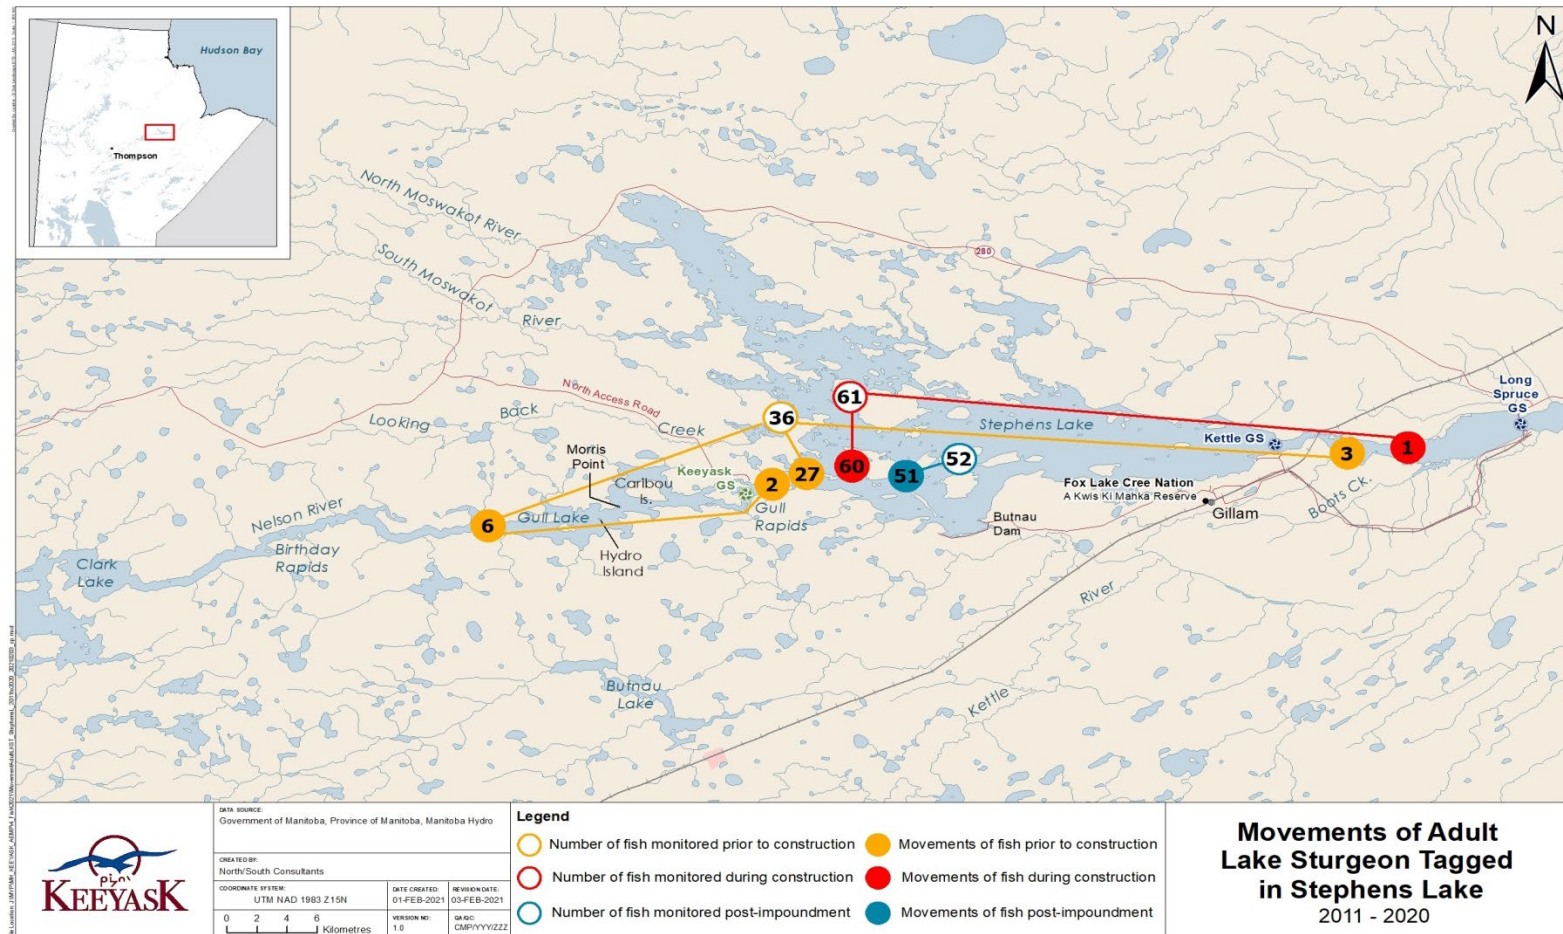 Hudson Bay
Thompson
N
North Moswakot River
South Moswakot
River
280
North Access Road
Looking
Back
Creek
61
36
Stephens Lake
Long
Spruce
GS
Kettle GS
1
3
Morris
Point
Caribou
Is.
Keeyask
GS
2
27
60
51
52
Fox Lake Cree Nation
A Kwis Ki Mahka Reserve
Gillam
Boots Ck.
Gull
Rapids
Butnau
Dam
Nelson River
6
Gull Lake
Birthday
Rapids
Hydro
Island
Clark
Lake
River
Kettle
Butnau
Lake
KEEYASK
DATA SOURCE:
Government of Manitoba, Province of Manitoba, Manitoba Hydro
CREATED BY:
North/South Consultants
COORDINATE SYSTEM:
UTM NAD 1983 Z15N
DATE CREATED:
01-FEB-2021
REVISION DATE:
03-FEB-2021
0 2 4 6
Kilometres
VERSION NO:
1.0
QA/QC:
CMP/YYY/ZZZ
Legend
Number of fish monitored prior to construction
Number of fish monitored during construction
Number of fish monitored post-impoundment
Movements of fish prior to construction
Movements of fish during construction
Movements of fish post-impoundment
Movements of Adult
Lake Sturgeon Tagged
in Stephens Lake
2011 - 2020